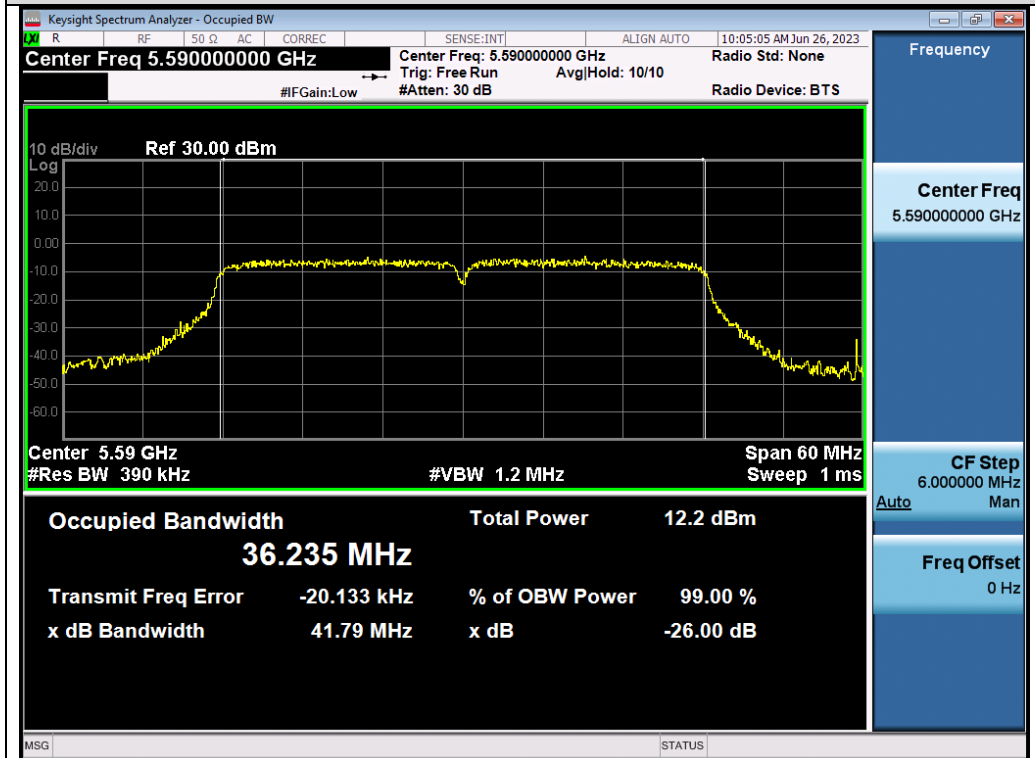 Keysight Spectrum Analyzer - Occupied BW
LXI R RF 50 Ω AC CORREC SENSE:INT ALIGN AUTO 10:05:05 AM Jun 26, 2023
Center Freq 5.590000000 GHz
Center Freq: 5.590000000 GHz Radio Std: None
Trig: Free Run Avg|Hold: 10/10
#IFGain:Low #Atten: 30 dB Radio Device: BTS
10 dB/div Ref 30.00 dBm
Log
20.0
10.0
0.00
-10.0
-20.0
-30.0
-40.0
-50.0
-60.0
Center 5.59 GHz Span 60 MHz
#Res BW 390 kHz #VBW 1.2 MHz Sweep 1 ms
Occupied Bandwidth Total Power 12.2 dBm
36.235 MHz
Transmit Freq Error -20.133 kHz % of OBW Power 99.00 %
x dB Bandwidth 41.79 MHz x dB -26.00 dB
Frequency
Center Freq
5.590000000 GHz
CF Step
6.000000 MHz
Auto Man
Freq Offset
0 Hz
MSG STATUS